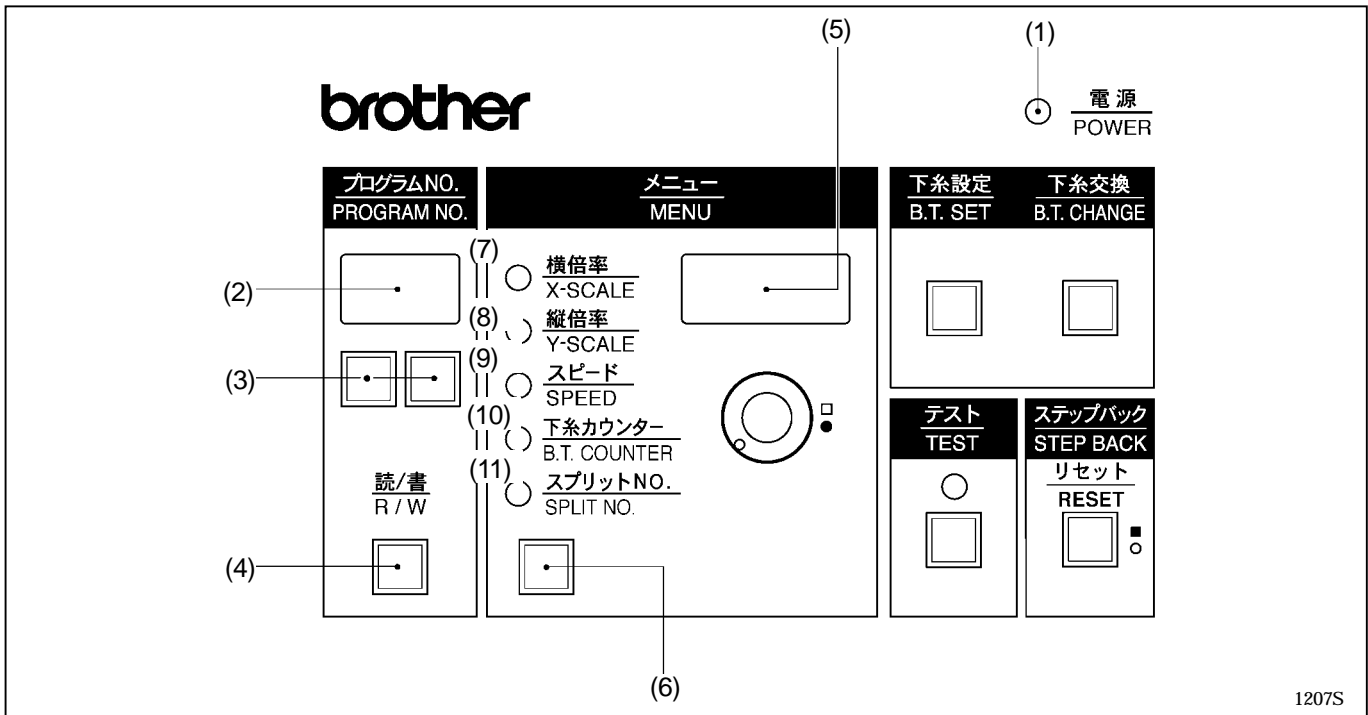 (5)
(1)
brother
電源
POWER
プログラムNO.
PROGRAM NO.
メニュー
MENU
下糸設定
B.T. SET
下糸交換
B.T. CHANGE
(2)
(3)
読/書
R / W
(4)
(7)
横倍率
X-SCALE
(8)
縦倍率
Y-SCALE
(9)
スピード
SPEED
(10)
下糸カウンター
B.T. COUNTER
(11)
スプリットNO.
SPLIT NO.
(6)
テスト
TEST
ステップバック
STEP BACK
リセット
RESET
1207S